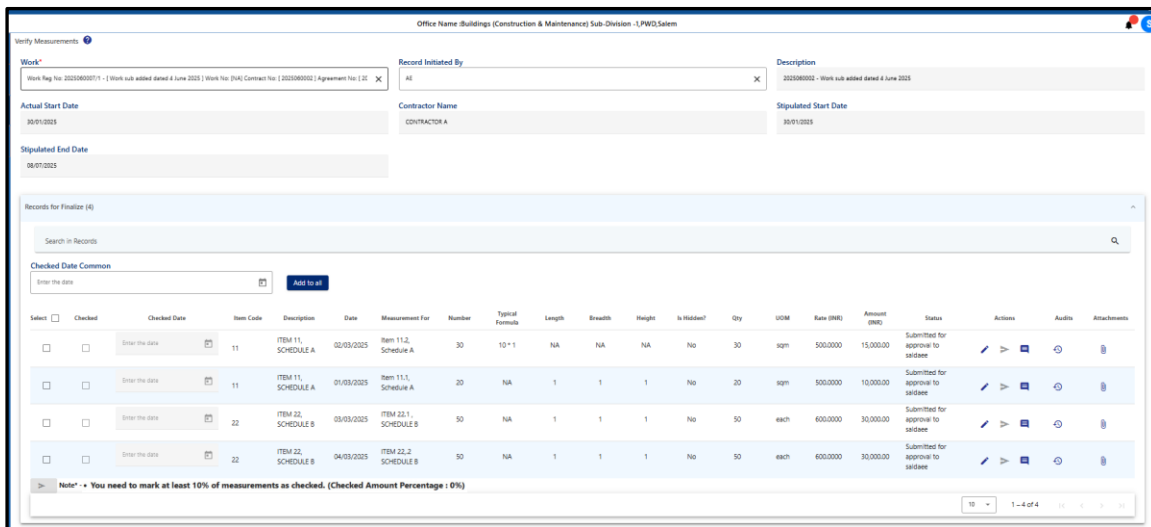 Office Name :Buildings (Construction & Maintenance) Sub-Division -1,PWD,Salem
Verify Measurements
Work* Record Initiated By Description
Work Reg No: 2025060007/1 - [ Work sub added dated 4 June 2025 ] Work No: [NA] Contract No: [ 2025060002 ] Agreement No: [ 20 AE 2025060002 - Work sub added dated 4 June 2025
Actual Start Date Contractor Name Stipulated Start Date
30/01/2025 CONTRACTOR A 30/01/2025
Stipulated End Date
08/07/2025
Records for Finalize (4)
Search in Records
Checked Date Common
Enter the date Add to all
Select Checked Checked Date Item Code Description Date Measurement For Number Typical Formula Length Breadth Height Is Hidden? Qty UOM Rate (INR) Amount (INR) Status Actions Audits Attachments
Enter the date 11 ITEM 11, SCHEDULE A 02/03/2025 Item 11.2, Schedule A 30 10 * 1 NA NA NA No 30 sqm 500.0000 15,000.00 Submitted for approval to saldaee
Enter the date 11 ITEM 11, SCHEDULE A 01/03/2025 Item 11.1, Schedule A 20 NA 1 1 1 No 20 sqm 500.0000 10,000.00 Submitted for approval to saldaee
Enter the date 22 ITEM 22, SCHEDULE B 03/03/2025 ITEM 22.1 , SCHEDULE B 50 NA 1 1 1 No 50 each 600.0000 30,000.00 Submitted for approval to saldaee
Enter the date 22 ITEM 22, SCHEDULE B 04/03/2025 ITEM 22,.2 SCHEDULE B 50 NA 1 1 1 No 50 each 600.0000 30,000.00 Submitted for approval to saldaee
Note* - • You need to mark at least 10% of measurements as checked. (Checked Amount Percentage : 0%)
10 1 – 4 of 4